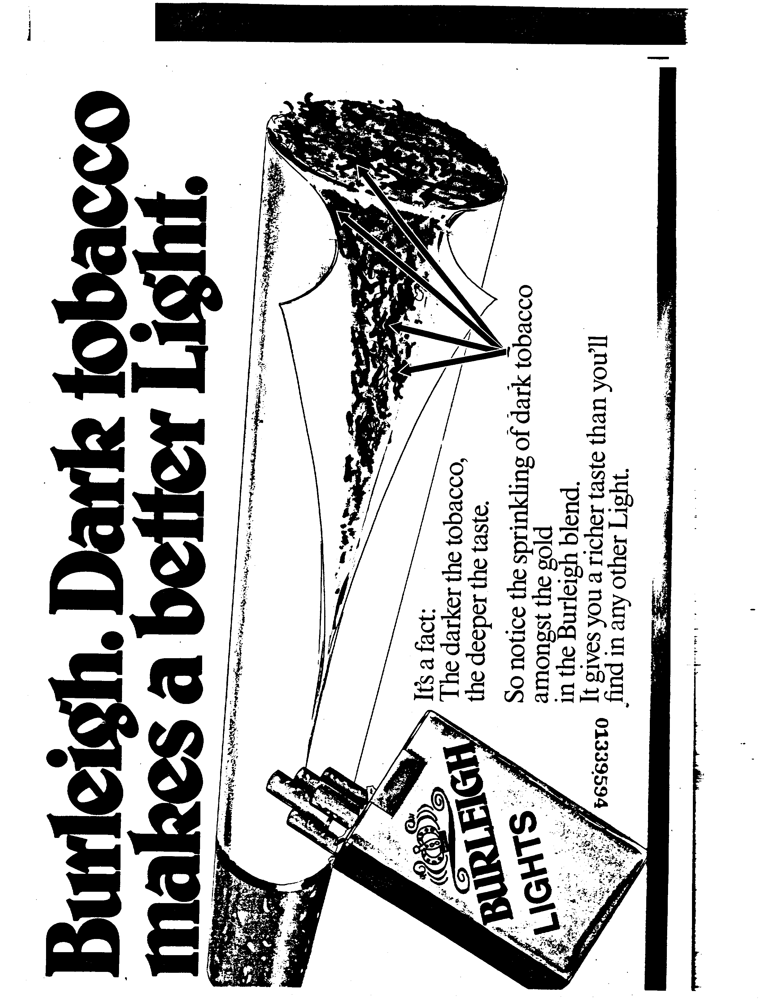 Burleigh. Dark tobacco
makes a better Light.
It's a fact:
The darker the tobacco,
the deeper the taste.
So notice the sprinkling of dark tobacco
amongst the gold
in the Burleigh blend.
It gives you a richer taste than you'll
find in any other Light.
BURLEIGH
LIGHTS
01339594